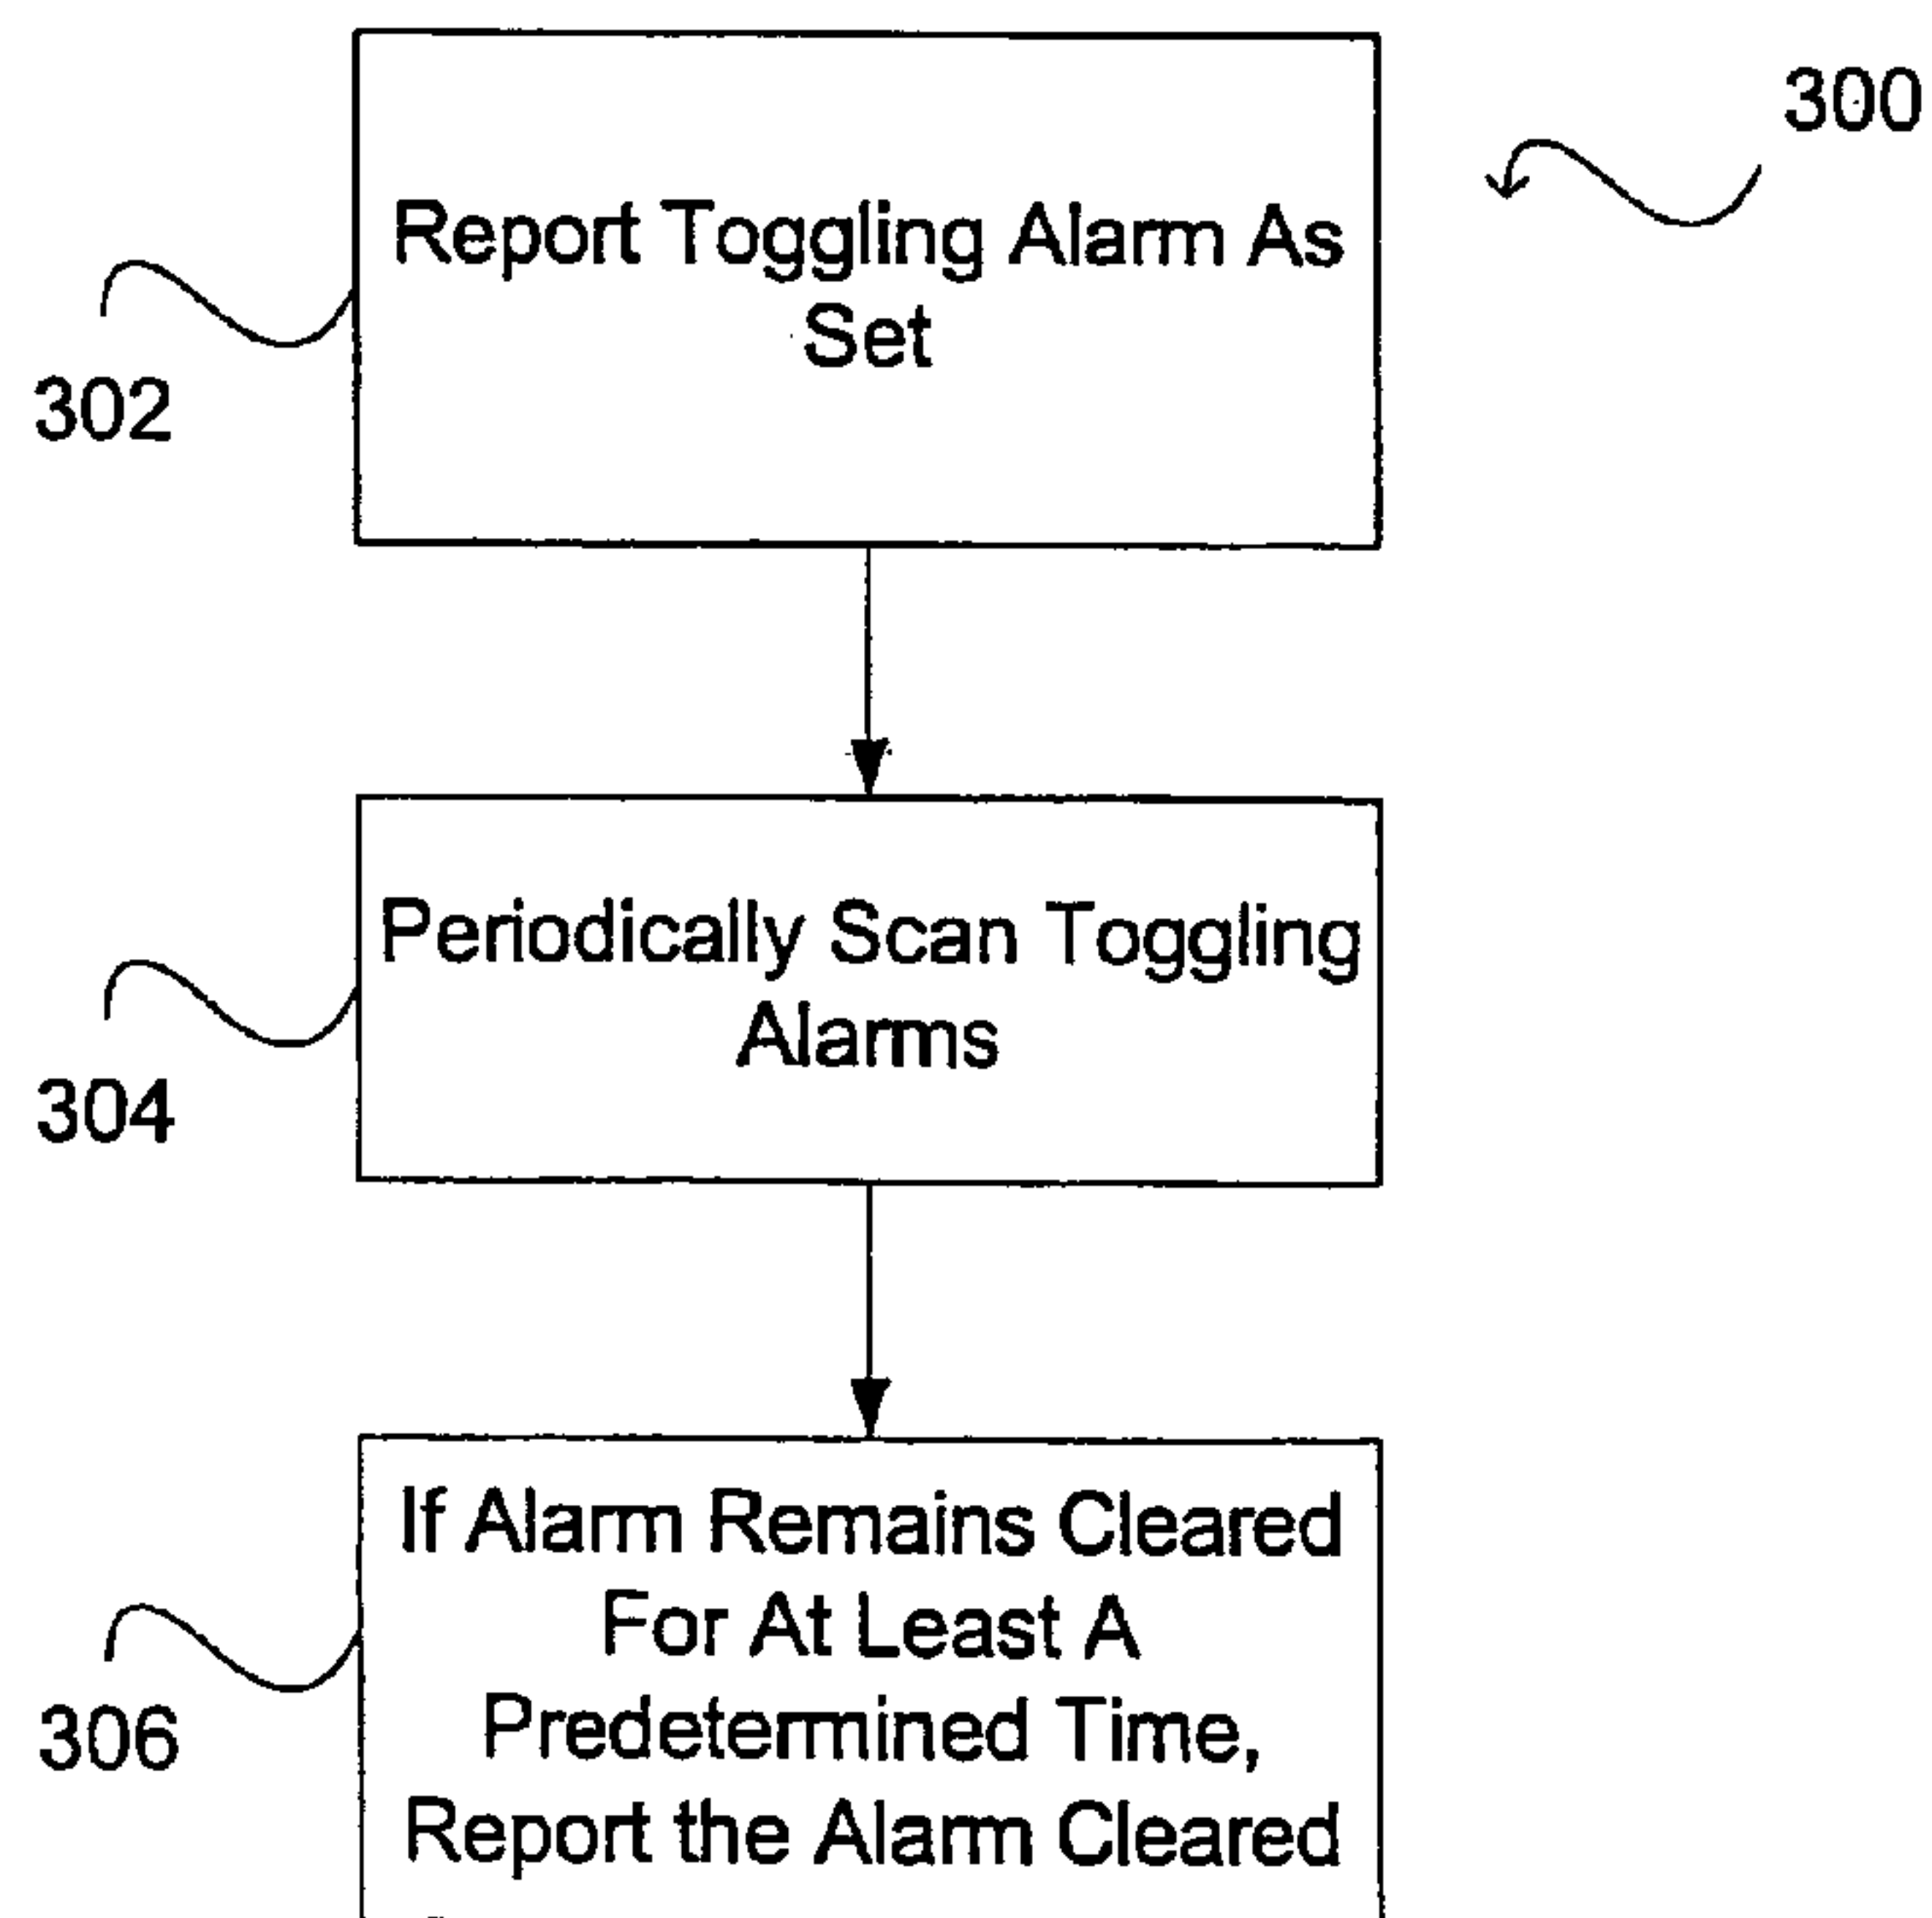 300
Report Toggling Alarm As
Set
302
Periodically Scan Toggling
Alarms
304
If Alarm Remains Cleared
For At Least A
Predetermined Time,
Report the Alarm Cleared
306